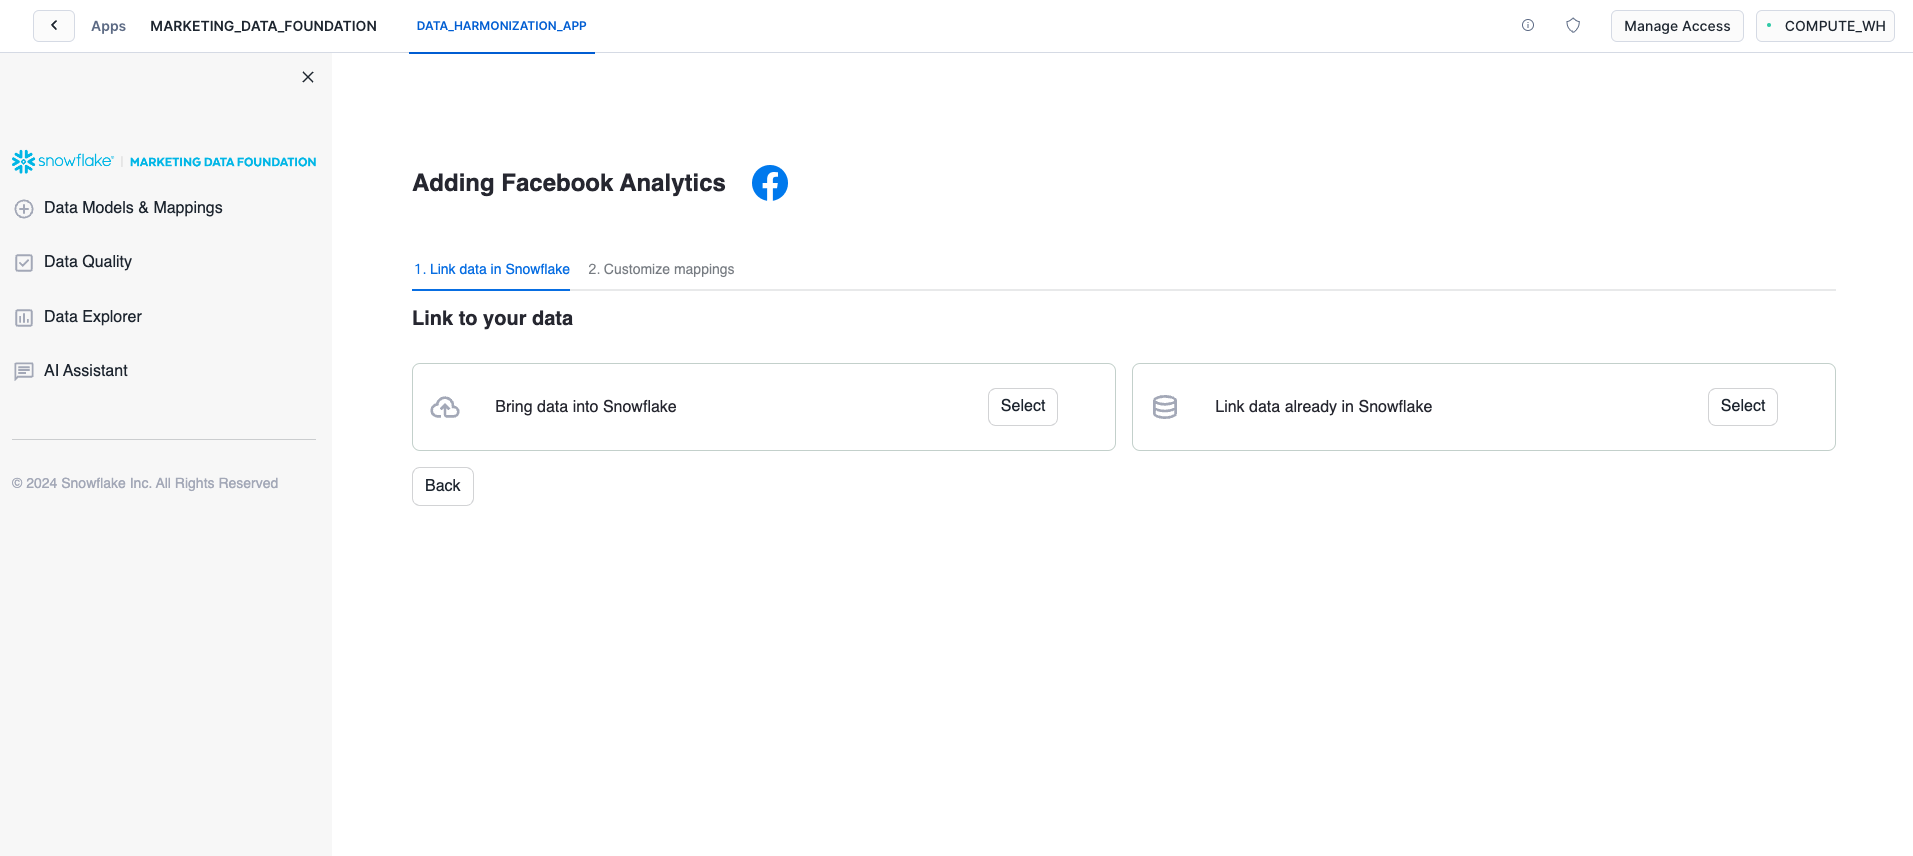 Apps MARKETING_DATA_FOUNDATION DATA_HARMONIZATION_APP Manage Access COMPUTE_WH
snowflake® | MARKETING DATA FOUNDATION
Data Models & Mappings
Data Quality
Data Explorer
AI Assistant
© 2024 Snowflake Inc. All Rights Reserved
Adding Facebook Analytics
1. Link data in Snowflake 2. Customize mappings
Link to your data
Bring data into Snowflake Select
Link data already in Snowflake Select
Back